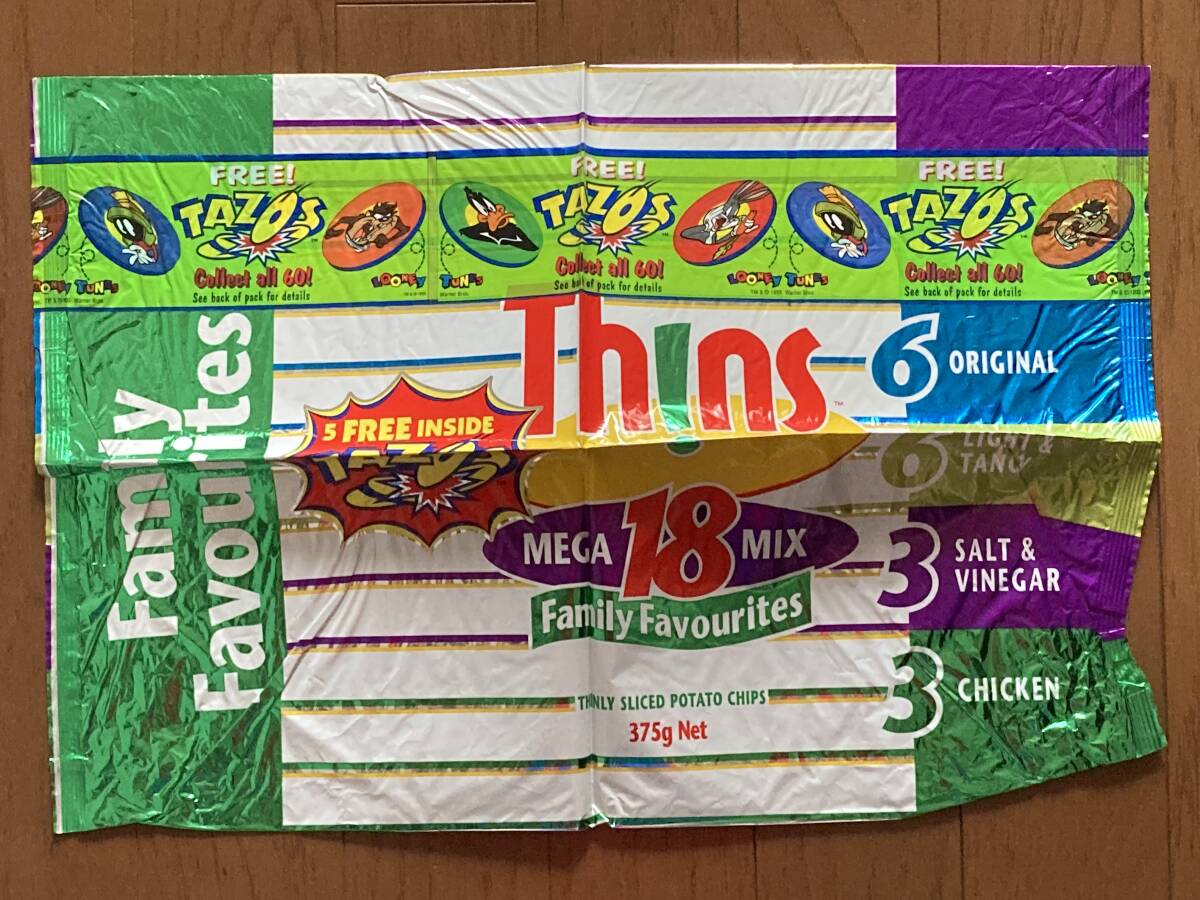 FREE!
TAZOS
Collect all 60!
See back of pack for details
LOONEY TUNES
FREE!
TAZOS
Collect all 60!
See back of pack for details
LOONEY TUNES
FREE!
TAZOS
Collect all 60!
See back of pack for details
LOONEY
Thins
™
5 FREE INSIDE
TAZOS
MEGA 18 MIX
Family Favourites
THINLY SLICED POTATO CHIPS
375g Net
Family
Favourites
6 ORIGINAL
6 LIGHT &
TANGY
3 SALT &
VINEGAR
3 CHICKEN